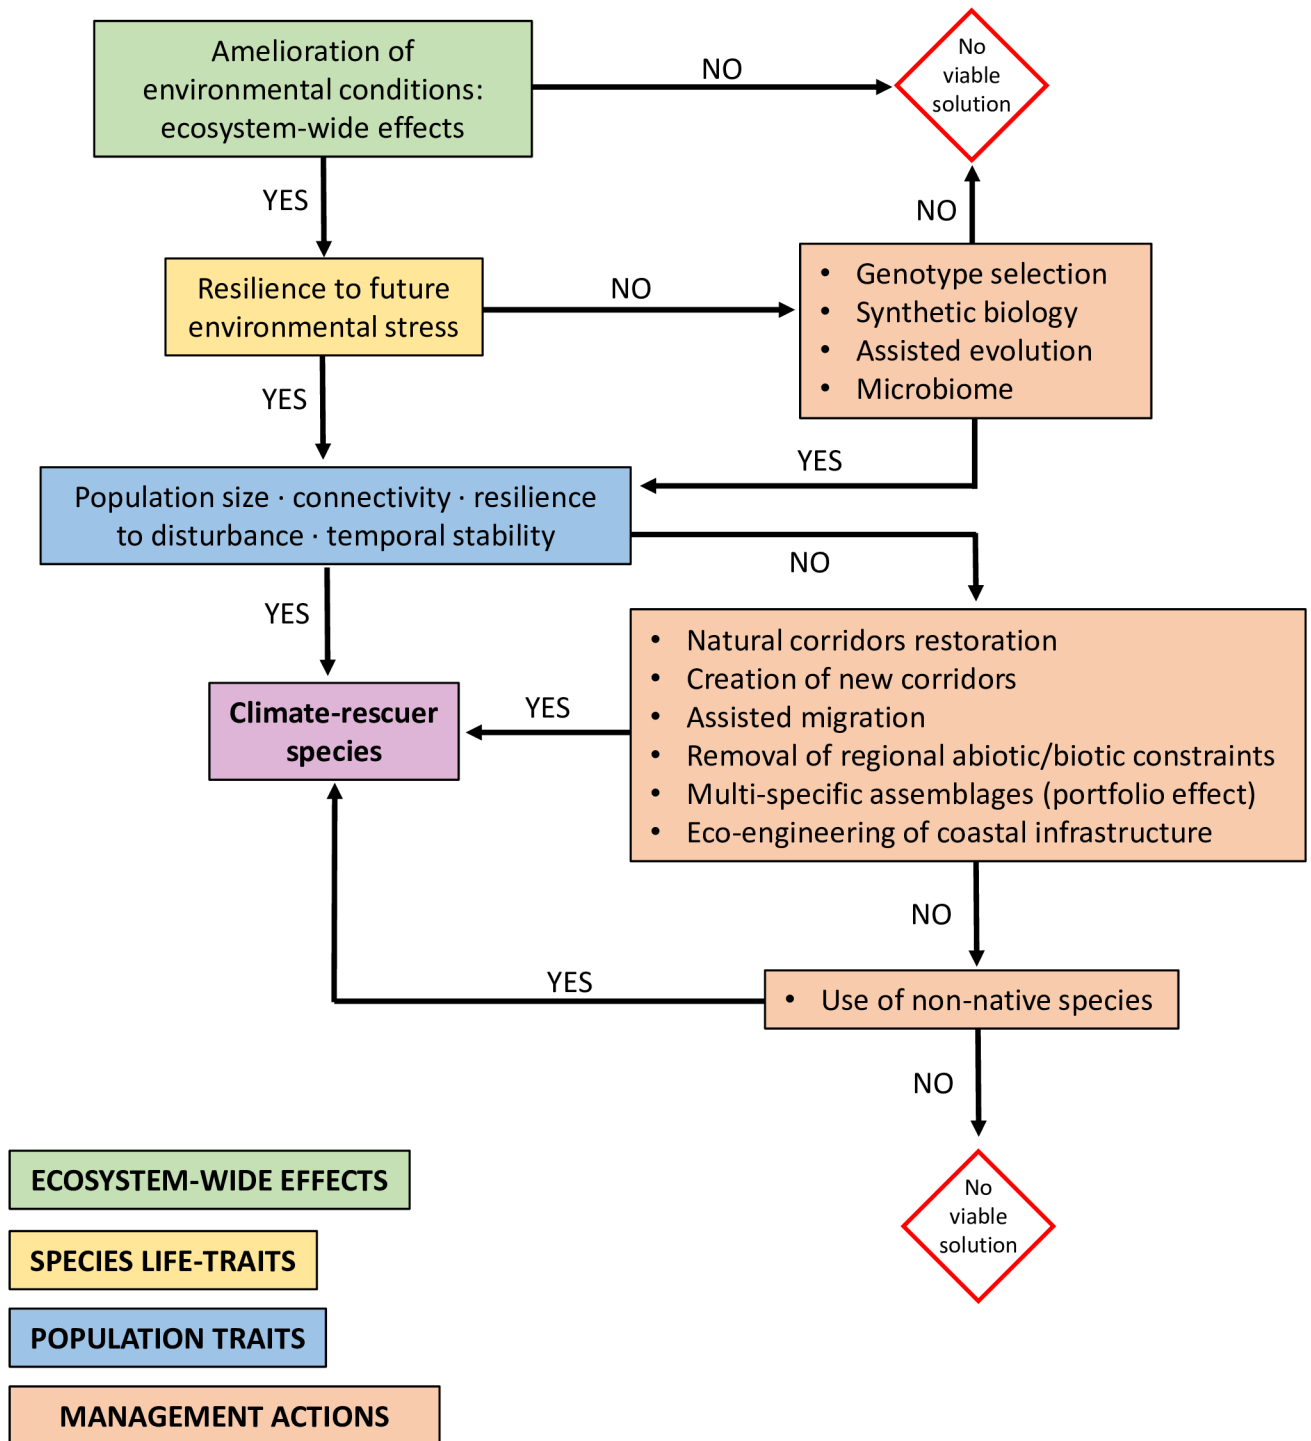 Amelioration of
environmental conditions:
ecosystem-wide effects
NO
No
viable
solution
YES
NO
Resilience to future
environmental stress
NO
• Genotype selection
• Synthetic biology
• Assisted evolution
• Microbiome
YES
YES
Population size · connectivity · resilience
to disturbance · temporal stability
NO
YES
• Natural corridors restoration
• Creation of new corridors
• Assisted migration
• Removal of regional abiotic/biotic constraints
• Multi-specific assemblages (portfolio effect)
• Eco-engineering of coastal infrastructure
Climate-rescuer
species
YES
NO
YES
• Use of non-native species
NO
No
viable
solution
ECOSYSTEM-WIDE EFFECTS
SPECIES LIFE-TRAITS
POPULATION TRAITS
MANAGEMENT ACTIONS